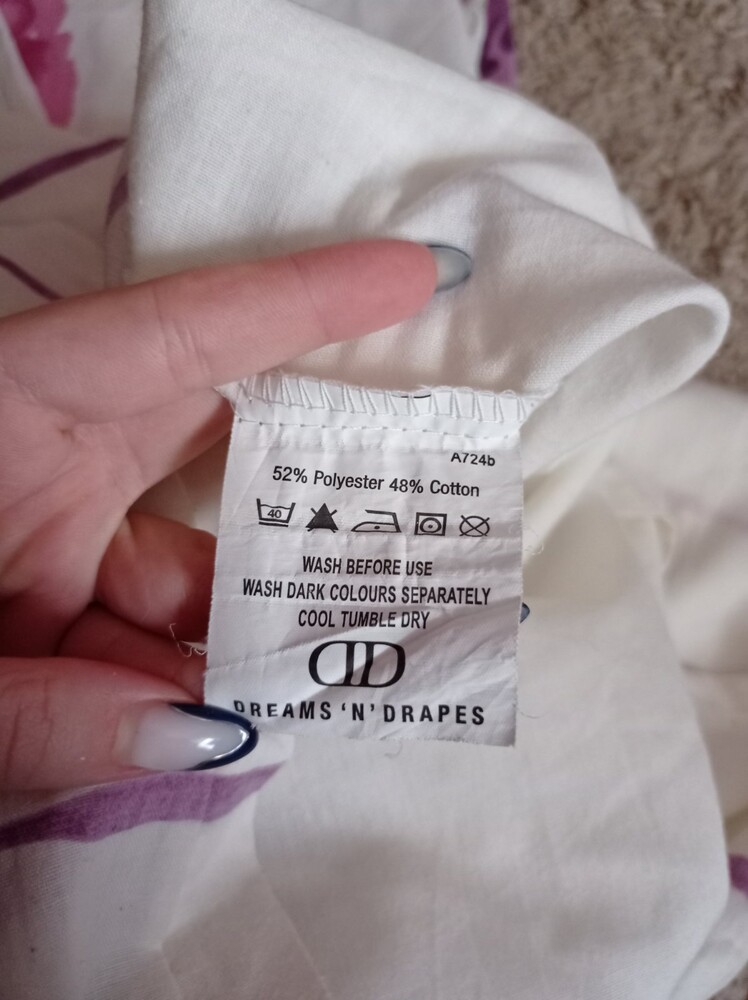 A724b
52% Polyester 48% Cotton
40
WASH BEFORE USE
WASH DARK COLOURS SEPARATELY
COOL TUMBLE DRY
DD
DREAMS 'N' DRAPES